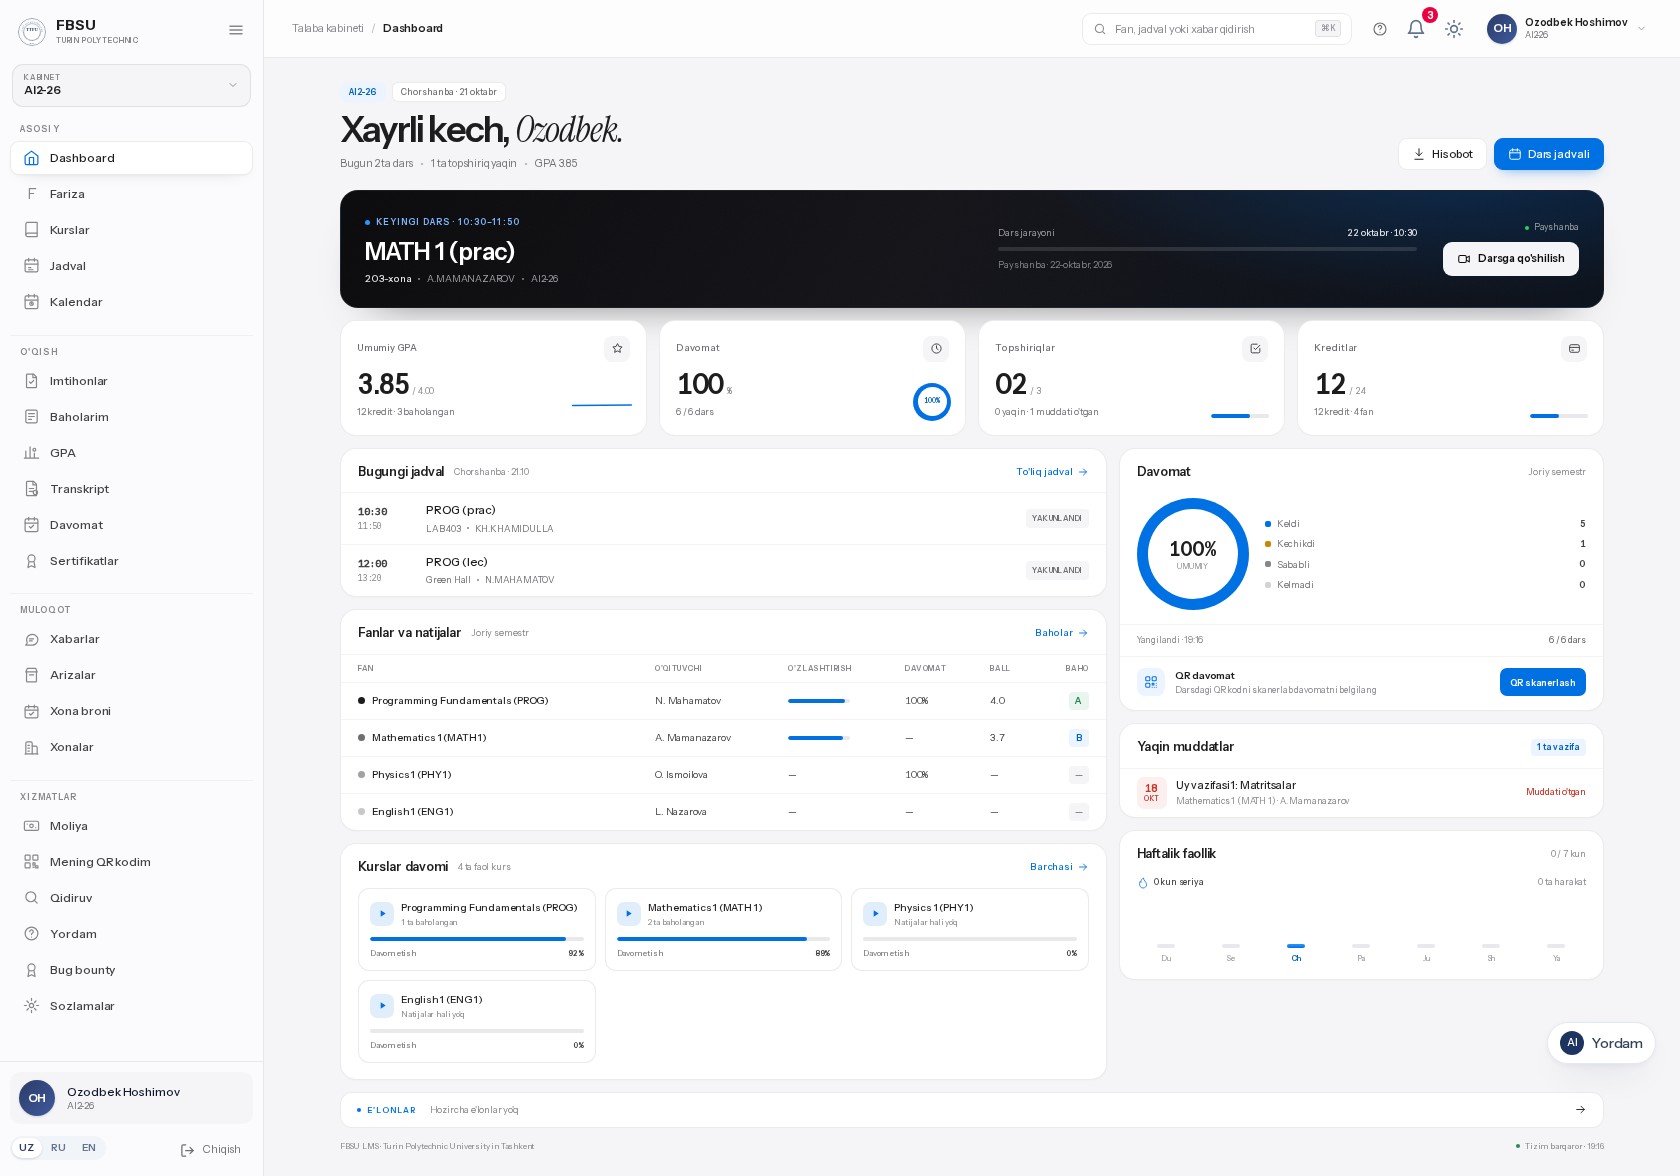 FBSU
TURIN POLYTECHNIC
KABINET
AI2-26
ASOSIY
Dashboard
F Fariza
Kurslar
Jadval
Kalendar
O'QISH
Imtihonlar
Baholarim
GPA
Transkript
Davomat
Sertifikatlar
MULOQOT
Xabarlar
Arizalar
Xona broni
Xonalar
XIZMATLAR
Moliya
Mening QR kodim
Qidiruv
Yordam
Bug bounty
Sozlamalar
OH Ozodbek Hoshimov
AI2-26
UZ RU EN Chiqish
Talaba kabineti / Dashboard
Fan, jadval yoki xabar qidirish ⌘K
3
OH Ozodbek Hoshimov
AI2-26
AI2-26 Chorshanba · 21 oktabr
Xayrli kech, Ozodbek.
Bugun 2 ta dars • 1 ta topshiriq yaqin • GPA 3.85
Hisobot Dars jadvali
KEYINGI DARS · 10:30–11:50
MATH 1 (prac)
203-xona • A.MAMANAZAROV • AI2-26
Dars jarayoni 22 oktabr · 10:30
Payshanba · 22-oktabr, 2026
Payshanba
Darsga qo'shilish
Umumiy GPA
3.85 / 4.00
12 kredit · 3 baholangan
Davomat
100 %
6 / 6 dars
100%
Topshiriqlar
02 / 3
0 yaqin · 1 muddati o'tgan
Kreditlar
12 / 24
12 kredit · 4 fan
Bugungi jadval Chorshanba · 21.10 To'liq jadval →
10:30 PROG (prac)
11:50 LAB403 • KH.KHAMIDULLA YAKUNLANDI
12:00 PROG (lec)
13:20 Green Hall • N.MAHAMATOV YAKUNLANDI
Fanlar va natijalar Joriy semestr Baholar →
FAN O'QITUVCHI O'ZLASHTIRISH DAVOMAT BALL BAHO
Programming Fundamentals (PROG) N. Mahamatov 100% 4.0 A
Mathematics 1 (MATH 1) A. Mamanazarov — 3.7 B
Physics 1 (PHY1) O. Ismoilova — 100% — —
English 1 (ENG1) L. Nazarova — — — —
Kurslar davomi 4 ta faol kurs Barchasi →
Programming Fundamentals (PROG)
1 ta baholangan
Davom etish 92%
Mathematics 1 (MATH 1)
2 ta baholangan
Davom etish 89%
Physics 1 (PHY1)
Natijalar hali yo'q
Davom etish 0%
English 1 (ENG1)
Natijalar hali yo'q
Davom etish 0%
Davomat Joriy semestr
100%
UMUMIY
Keldi 5
Kechikdi 1
Sababli 0
Kelmadi 0
Yangilandi · 19:16 6 / 6 dars
QR davomat
Darsdagi QR kodni skanerlab davomatni belgilang
QR skanerlash
Yaqin muddatlar 1 ta vazifa
18 OKT
Uy vazifasi 1: Matritsalar
Mathematics 1 (MATH 1) · A. Mamanazarov
Muddati o'tgan
Haftalik faollik 0 / 7 kun
0 kun seriya 0 ta harakat
Du Se Ch Pa Ju Sh Ya
AI Yordam
E'LONLAR Hozircha e'lonlar yo'q →
FBSU LMS · Turin Polytechnic University in Tashkent
Tizim barqaror · 19:16